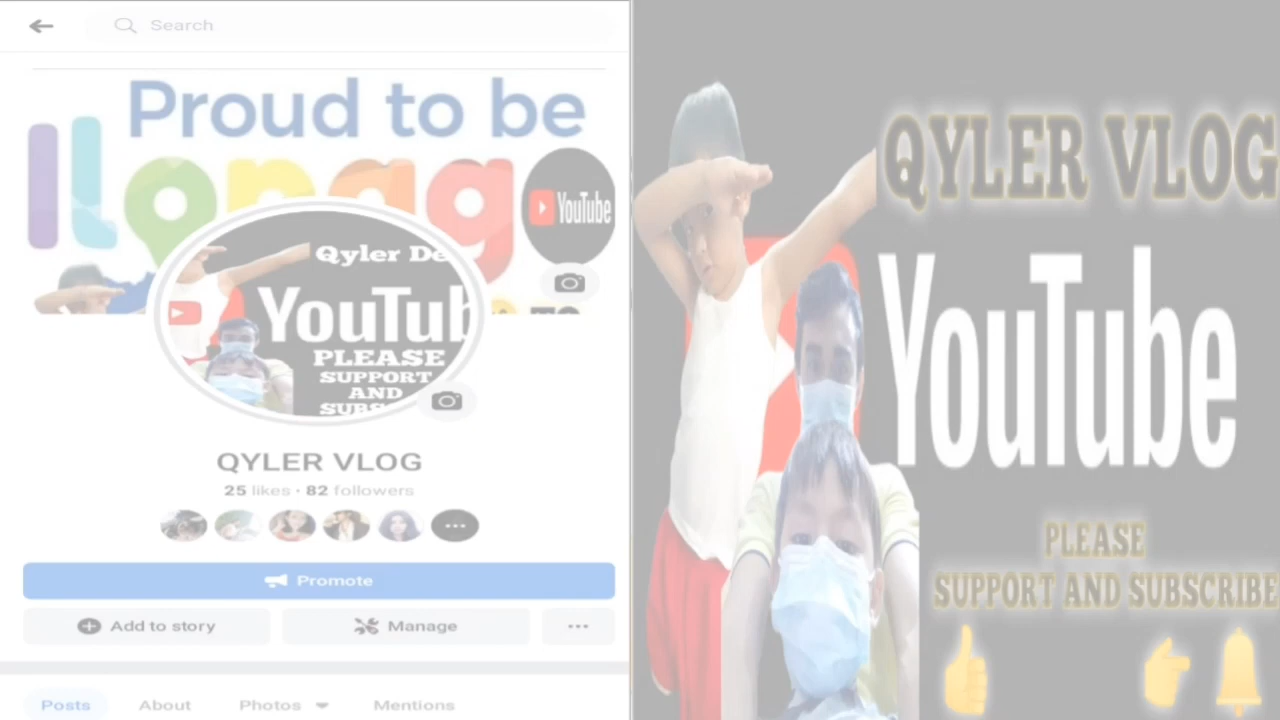 Search
Proud to be
Ilonggo
YouTube
Qyler De
YouTub
PLEASE
SUPPORT
AND
QYLER VLOG
25 likes · 82 followers
Promote
Add to story
Manage
Posts
About
Photos
Mentions
QYLER VLOG
YouTube
PLEASE
SUPPORT AND SUBSCRIBE